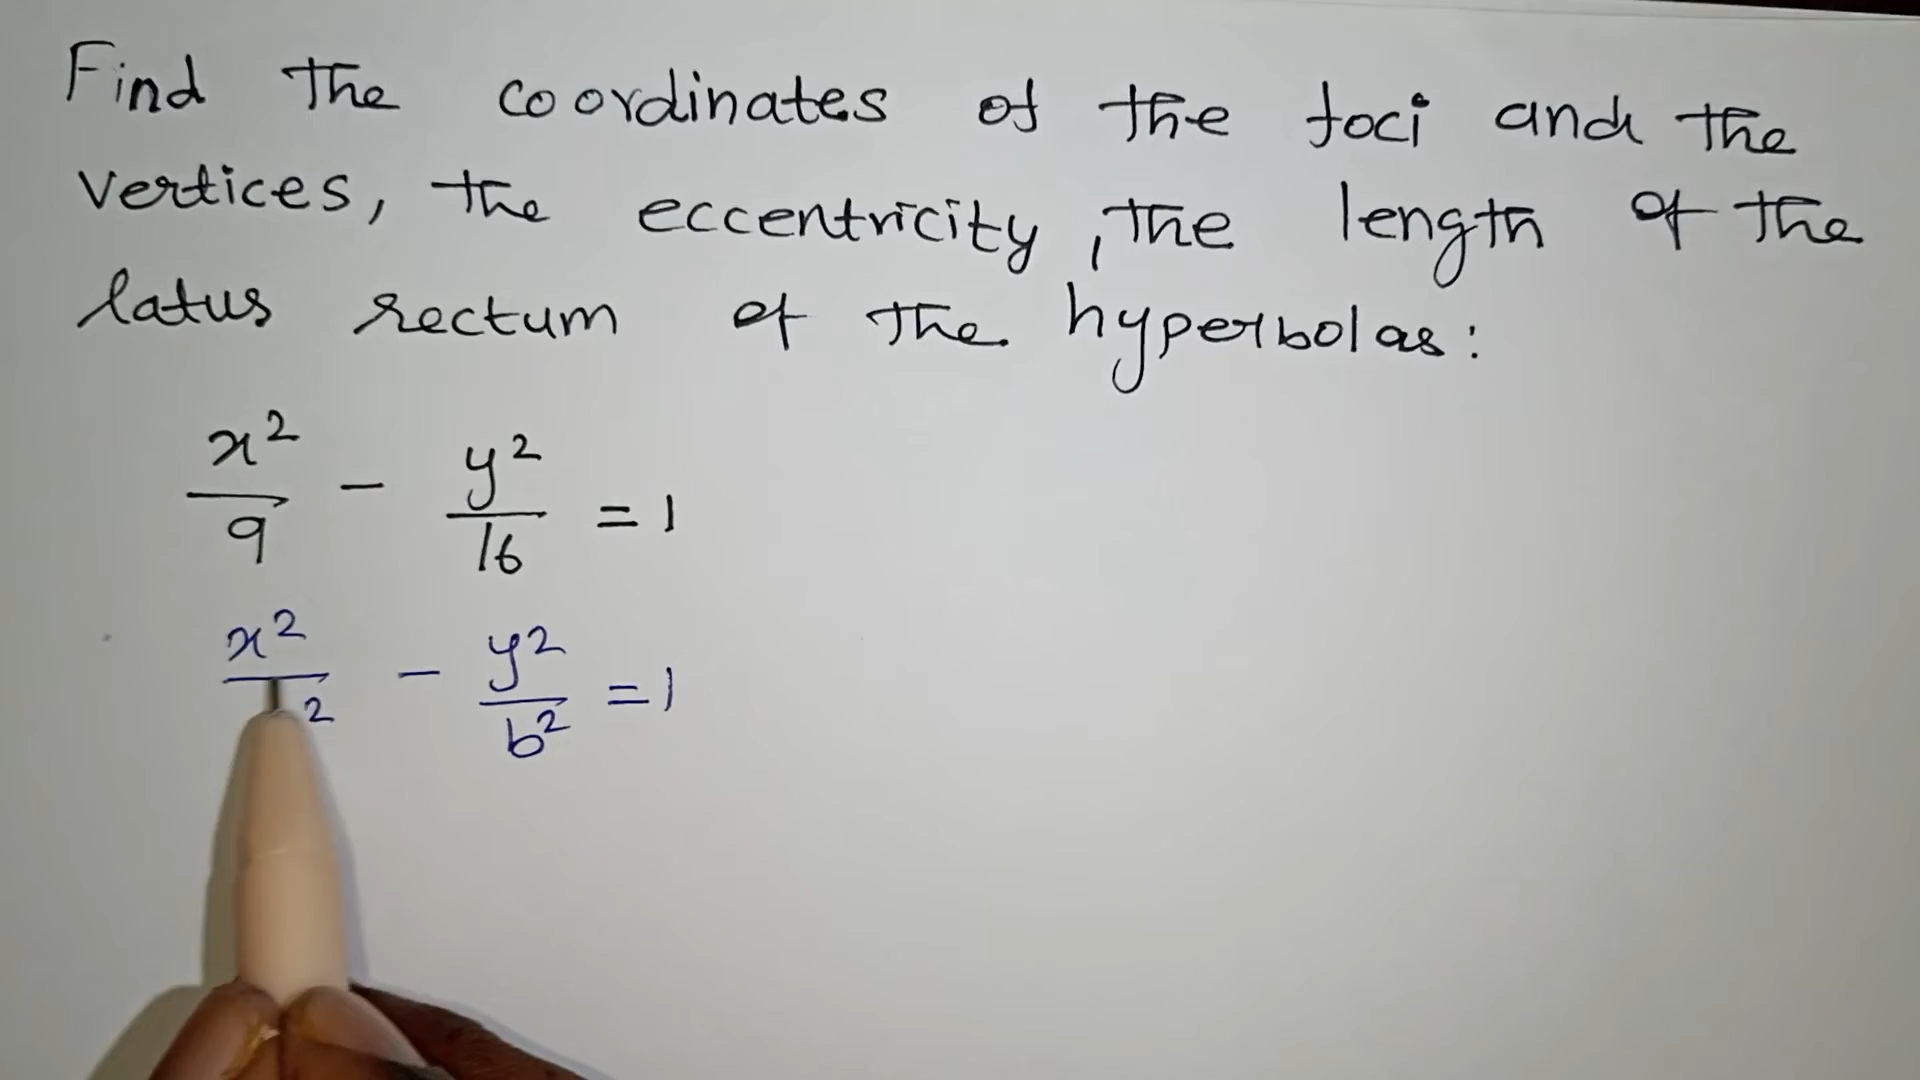 Find the coordinates of the foci and the
vertices, the eccentricity, the length of the
latus rectum of the hyperbolas:
x²/9 - y²/16 = 1
x²/ ² - y²/b² = 1